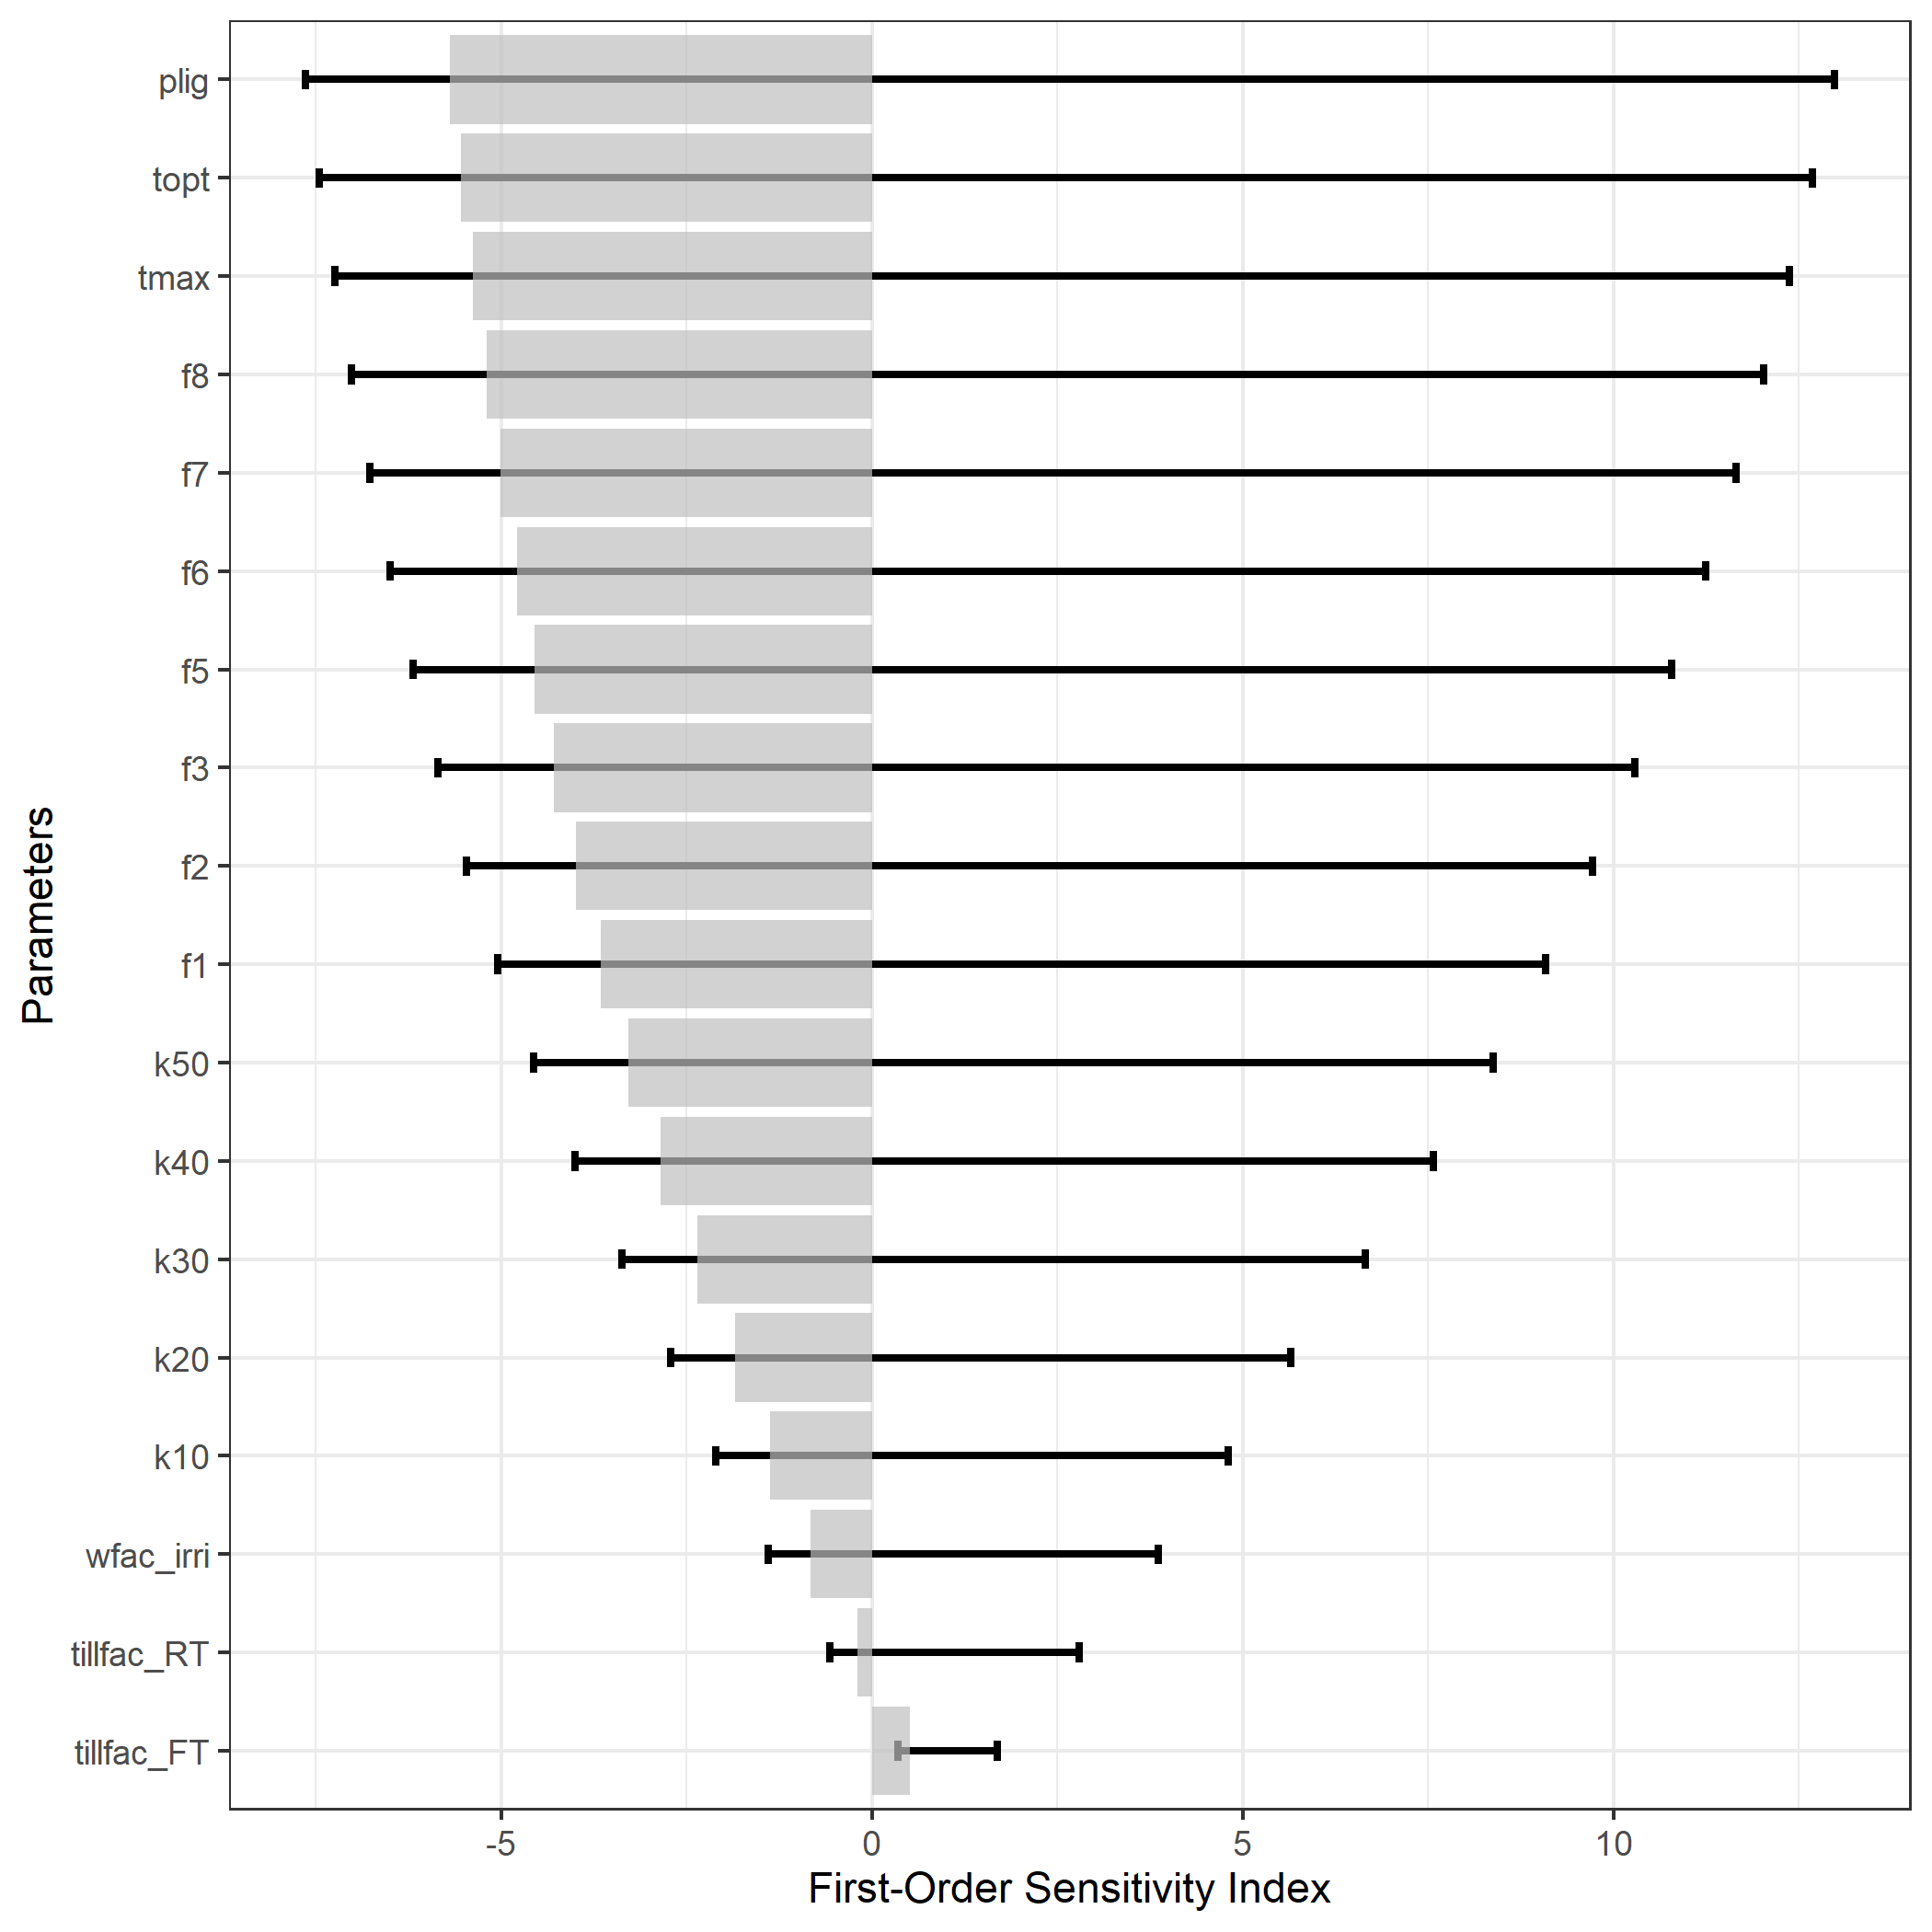 plig
topt
tmax
f8
f7
f6
f5
f3
f2
f1
k50
k40
k30
k20
k10
wfac_irri
tillfac_RT
tillfac_FT
Parameters
-5 0 5 10
First-Order Sensitivity Index